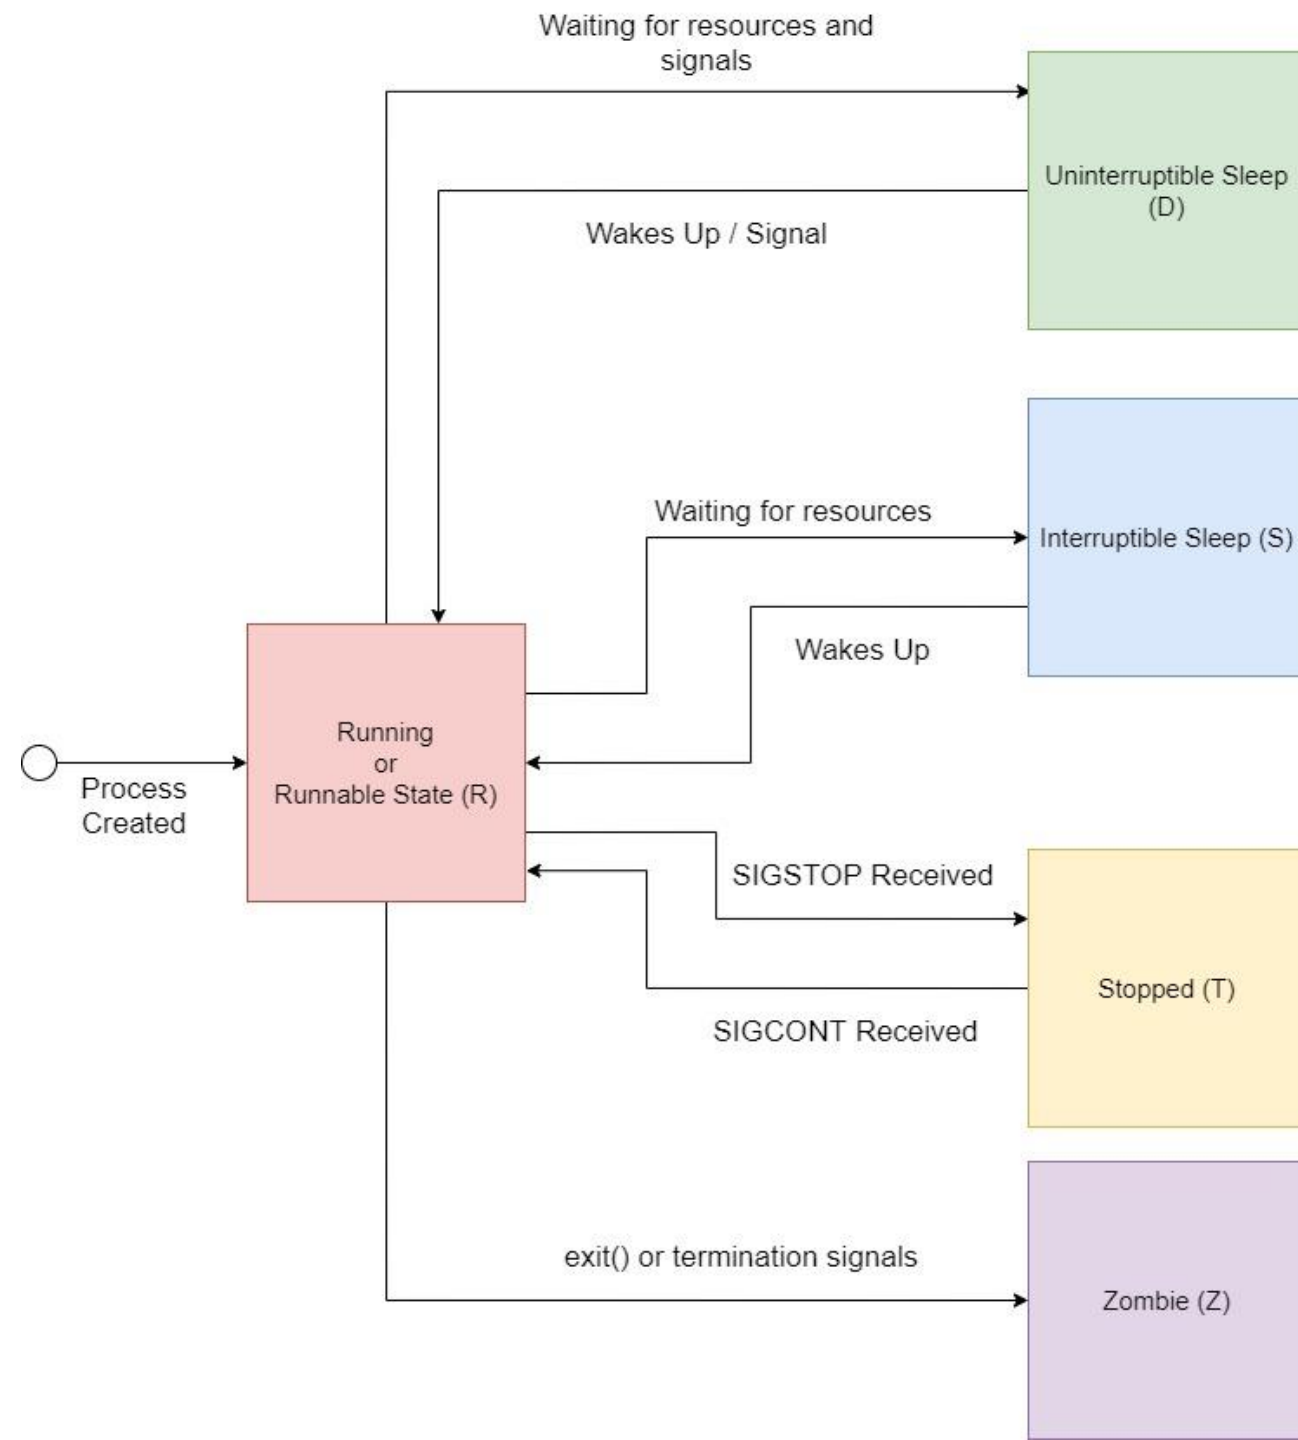 Waiting for resources and
signals
Uninterruptible Sleep
(D)
Wakes Up / Signal
Waiting for resources
Interruptible Sleep (S)
Wakes Up
Running
or
Runnable State (R)
Process
Created
SIGSTOP Received
Stopped (T)
SIGCONT Received
exit() or termination signals
Zombie (Z)